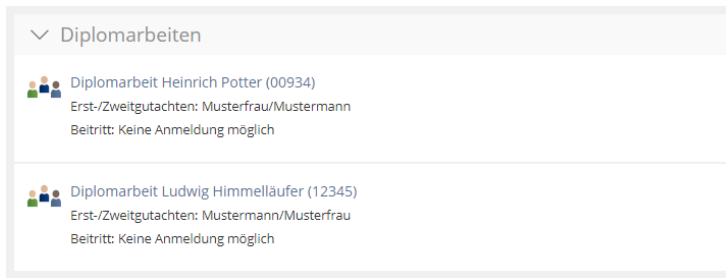 Diplomarbeiten
Diplomarbeit Heinrich Potter (00934)
Erst-/Zweitgutachten: Musterfrau/Mustermann
Beitritt: Keine Anmeldung möglich
Diplomarbeit Ludwig Himmelläufer (12345)
Erst-/Zweitgutachten: Mustermann/Musterfrau
Beitritt: Keine Anmeldung möglich